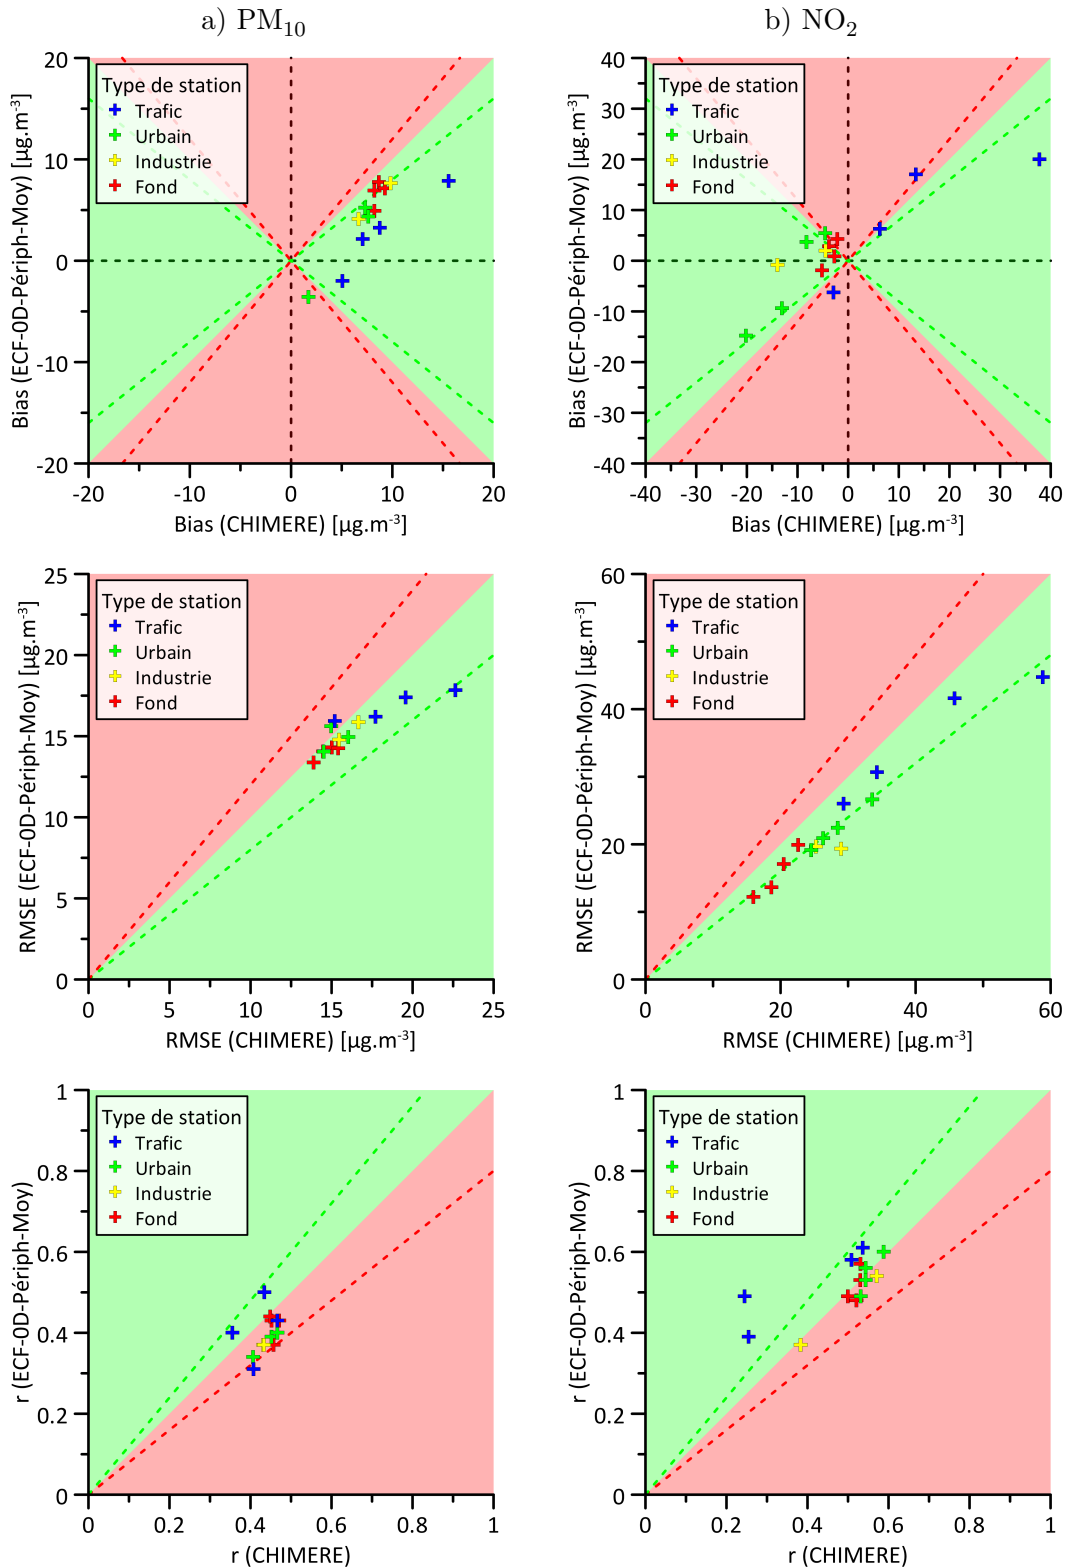 a) PM10
b) NO2
Bias (ECF-0D-Périph-Moy) [µg.m-3]
20
10
0
-10
-20
Type de station
Trafic
Urbain
Industrie
Fond
-20 -10 0 10 20
Bias (CHIMERE) [µg.m-3]
Bias (ECF-0D-Périph-Moy) [µg.m-3]
40
30
20
10
0
-10
-20
-30
-40
Type de station
Trafic
Urbain
Industrie
Fond
-40 -30 -20 -10 0 10 20 30 40
Bias (CHIMERE) [µg.m-3]
RMSE (ECF-0D-Périph-Moy) [µg.m-3]
25
20
15
10
5
0
Type de station
Trafic
Urbain
Industrie
Fond
0 5 10 15 20 25
RMSE (CHIMERE) [µg.m-3]
RMSE (ECF-0D-Périph-Moy) [µg.m-3]
60
40
20
0
Type de station
Trafic
Urbain
Industrie
Fond
0 20 40 60
RMSE (CHIMERE) [µg.m-3]
r (ECF-0D-Périph-Moy)
1
0.8
0.6
0.4
0.2
0
Type de station
Trafic
Urbain
Industrie
Fond
0 0.2 0.4 0.6 0.8 1
r (CHIMERE)
r (ECF-0D-Périph-Moy)
1
0.8
0.6
0.4
0.2
0
Type de station
Trafic
Urbain
Industrie
Fond
0 0.2 0.4 0.6 0.8 1
r (CHIMERE)